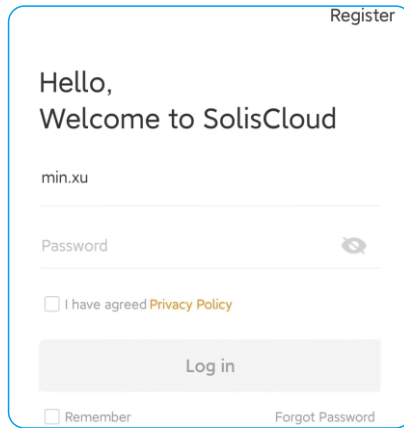 Register
Hello,
Welcome to SolisCloud
min.xu
Password
I have agreed Privacy Policy
Log in
Remember Forgot Password